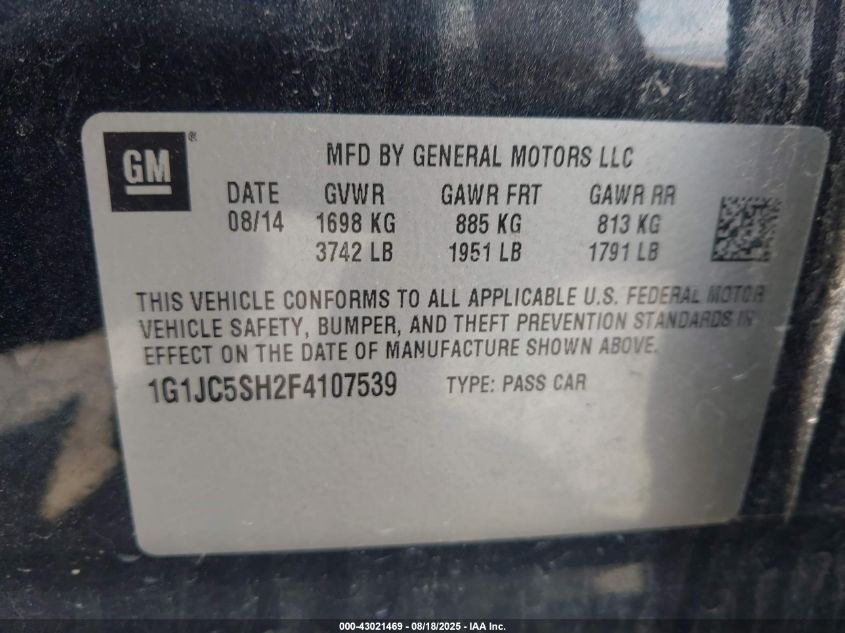 GM ®
MFD BY GENERAL MOTORS LLC
DATE GVWR GAWR FRT GAWR RR
08/14 1698 KG 885 KG 813 KG
3742 LB 1951 LB 1791 LB
THIS VEHICLE CONFORMS TO ALL APPLICABLE U.S. FEDERAL MOTOR
VEHICLE SAFETY, BUMPER, AND THEFT PREVENTION STANDARDS IN
EFFECT ON THE DATE OF MANUFACTURE SHOWN ABOVE.
1G1JC5SH2F4107539 TYPE: PASS CAR
000-43021469 - 08/18/2025 - IAA Inc.